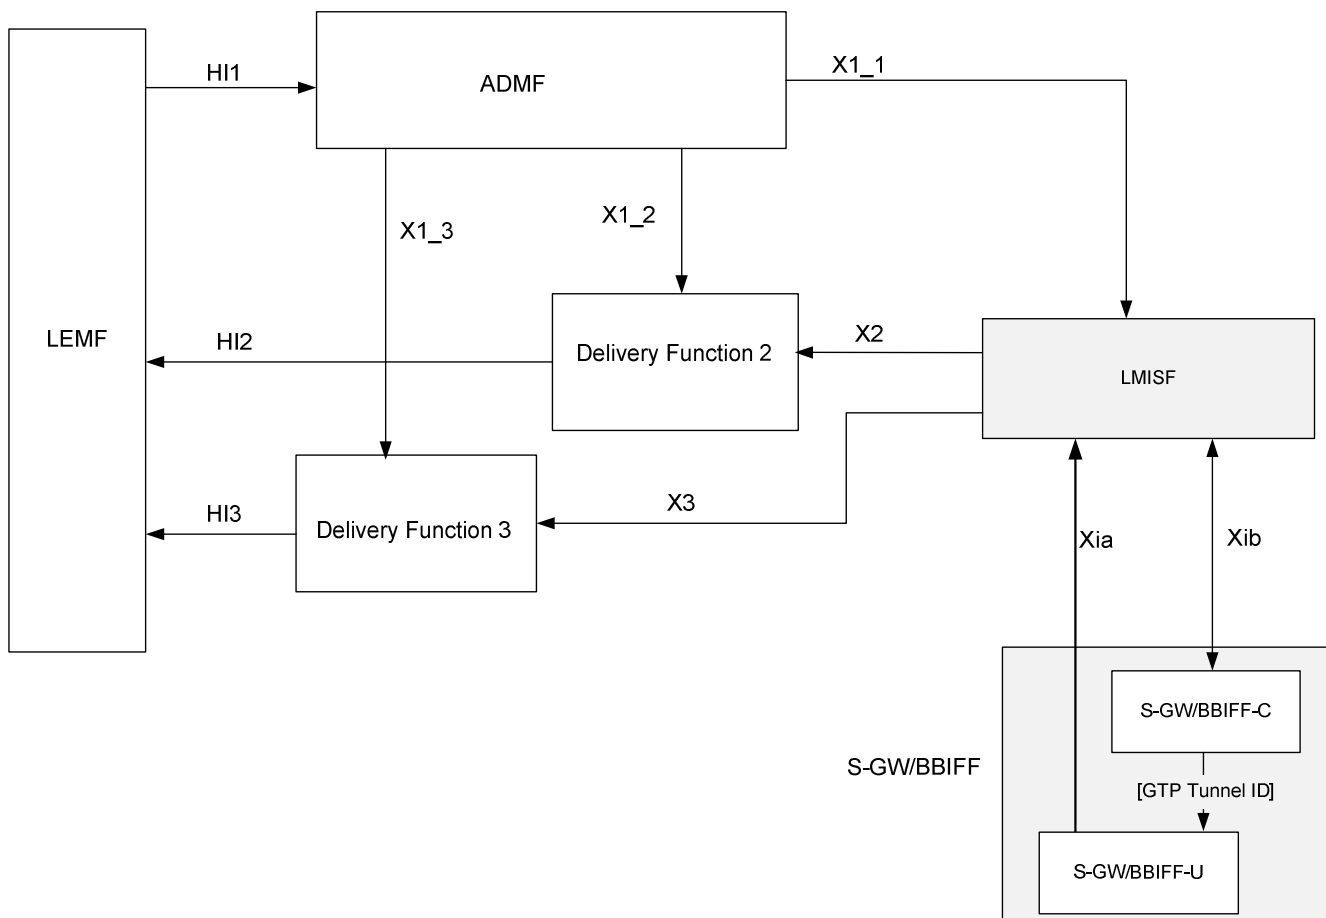 HI1
ADMF
X1_1
X1_3
X1_2
LEMF
HI2
Delivery Function 2
X2
LMISF
HI3
Delivery Function 3
X3
Xia
Xib
S-GW/BBIFF-C
S-GW/BBIFF
[GTP Tunnel ID]
S-GW/BBIFF-U